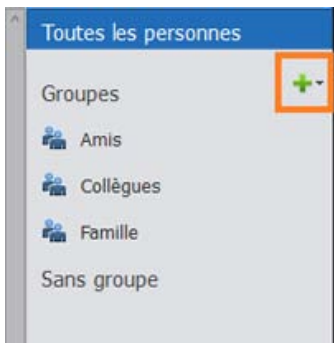 Toutes les personnes
Groupes
Amis
Collègues
Famille
Sans groupe